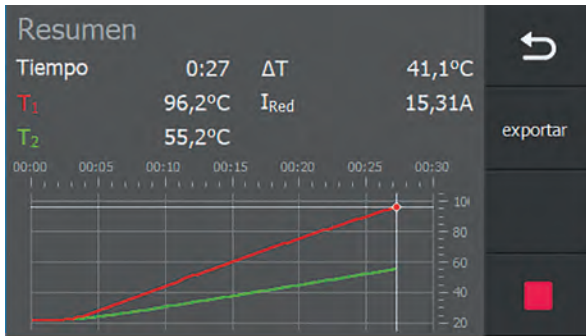 Resumen
Tiempo 0:27 ΔT 41,1ºC
T1 96,2ºC IRed 15,31A
T2 55,2ºC
exportar
00:00 00:05 00:10 00:15 00:20 00:25 00:30
80
60
40
20